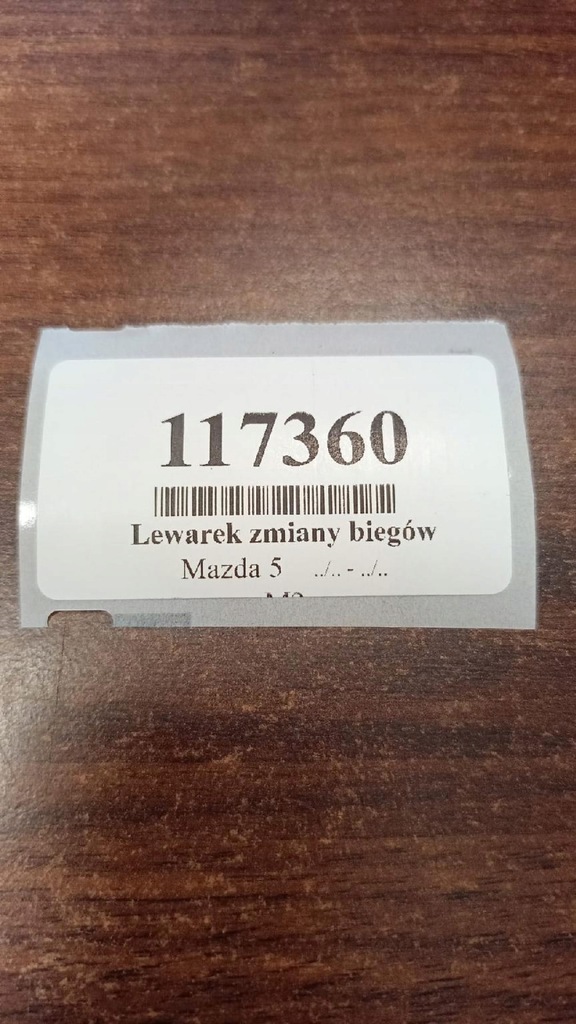 117360
Lewarek zmiany biegów
Mazda 5 ../.. - ../..